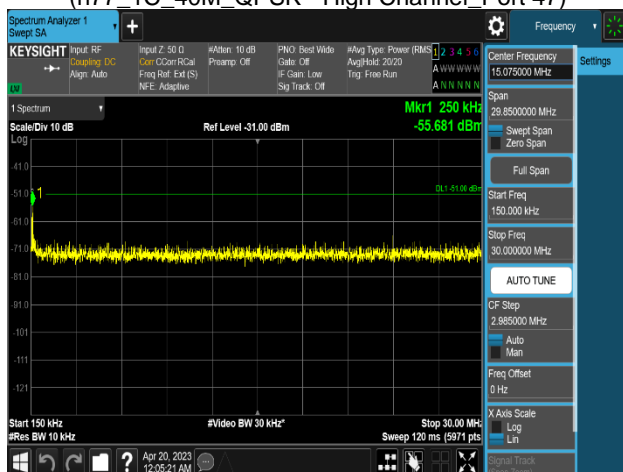 (n77_1C_40M_QPSK - High Channel_Port 47)
Spectrum Analyzer 1
Swept SA
+
Frequency
KEYSIGHT
Input: RF
Coupling: DC
Align: Auto
Input Z: 50 Ω
Corr CCorr RCal
Freq Ref: Ext (S)
NFE: Adaptive
#Atten: 10 dB
Preamp: Off
PNO: Best Wide
Gate: Off
IF Gain: Low
Sig Track: Off
#Avg Type: Power (RMS
Avg|Hold: 20/20
Trig: Free Run
1 2 3 4 5 6
A W W W W W
A N N N N N
LXI
1 Spectrum
Mkr1 250 kHz
-55.681 dBm
Scale/Div 10 dB
Ref Level -31.00 dBm
Log
-41.0
-51.0
-61.0
-71.0
-81.0
-91.0
-101
-111
-121
1
DL1 -51.00 dBm
Start 150 kHz
#Res BW 10 kHz
#Video BW 30 kHz*
Stop 30.00 MHz
Sweep 120 ms (5971 pts
?
Apr 20, 2023
12:05:21 AM
Center Frequency
15.075000 MHz
Span
29.8500000 MHz
Swept Span
Zero Span
Full Span
Start Freq
150.000 kHz
Stop Freq
30.000000 MHz
AUTO TUNE
CF Step
2.985000 MHz
Auto
Man
Freq Offset
0 Hz
X Axis Scale
Log
Lin
Signal Track
Settings